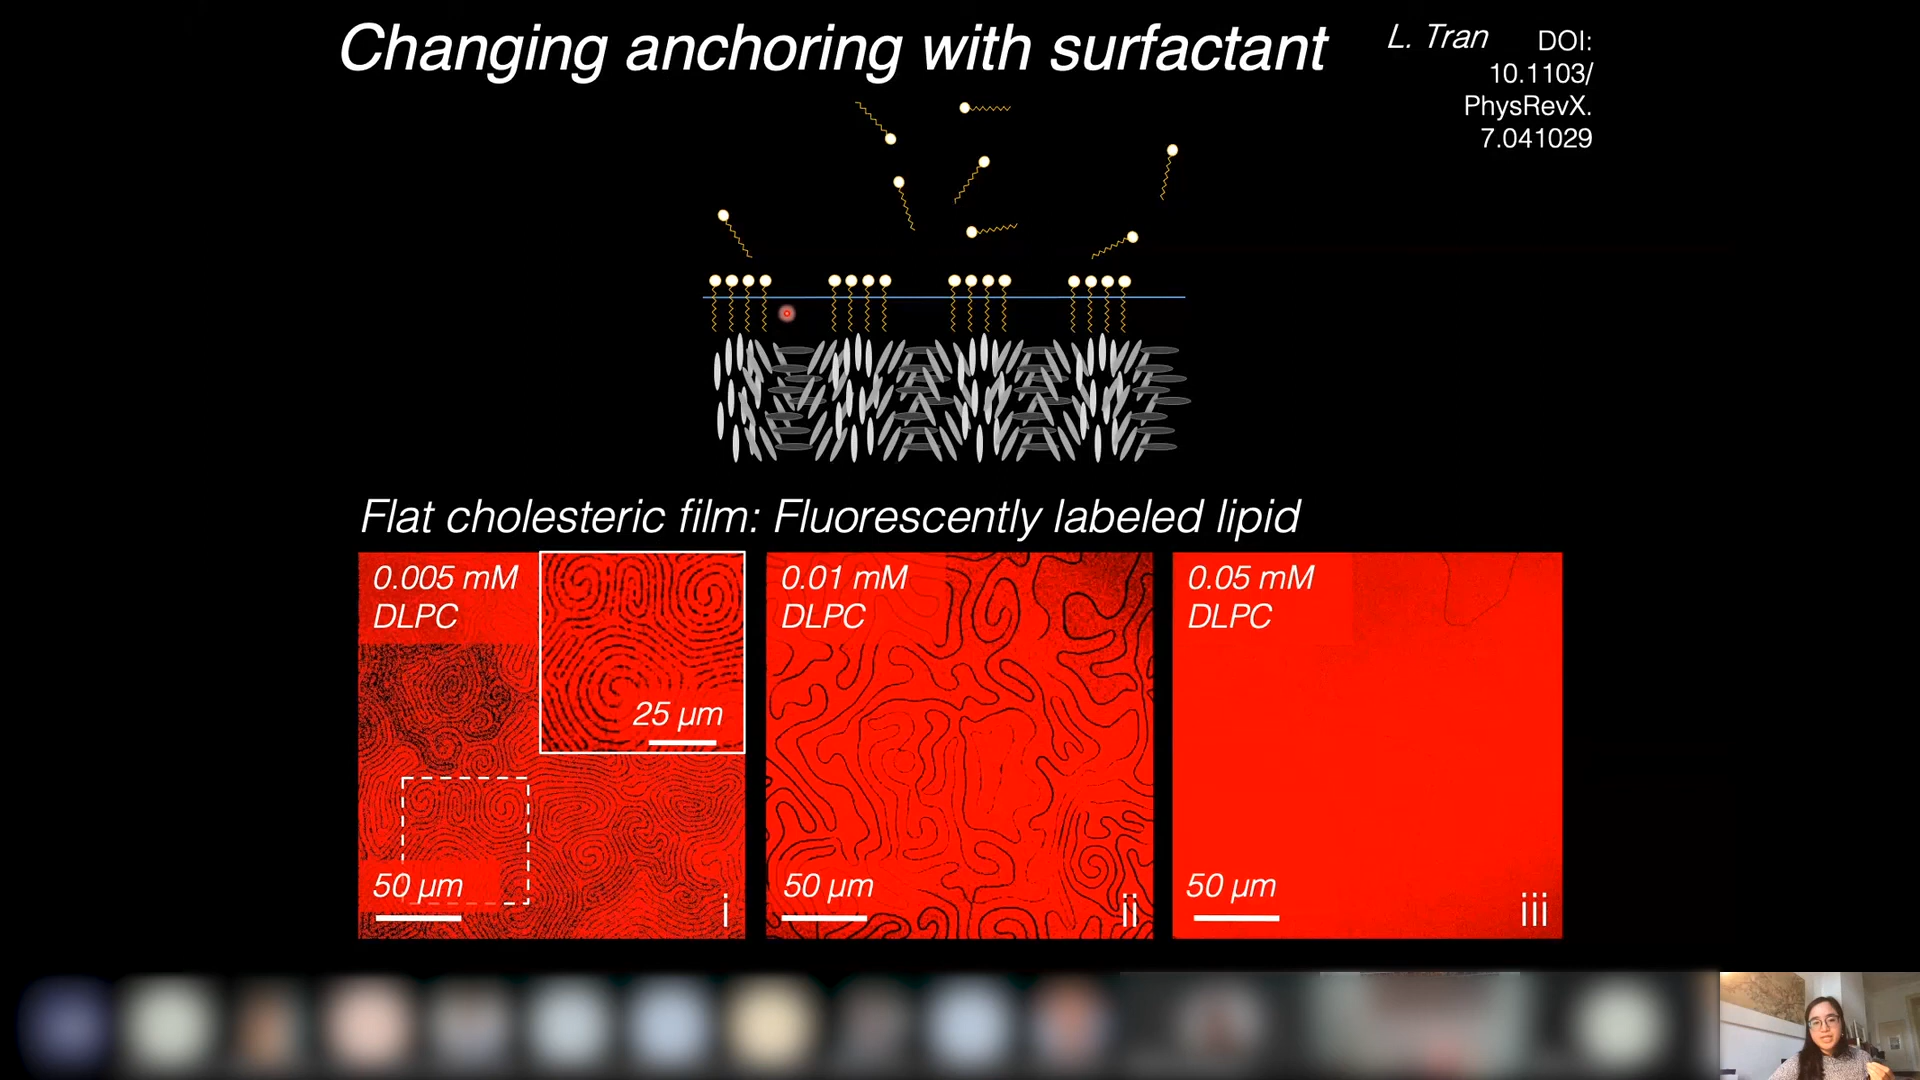 Changing anchoring with surfactant
L. Tran
DOI:
10.1103/
PhysRevX.
7.041029
Flat cholesteric film: Fluorescently labeled lipid
0.005 mM
DLPC
25 μm
50 μm
i
0.01 mM
DLPC
50 μm
ii
0.05 mM
DLPC
50 μm
iii